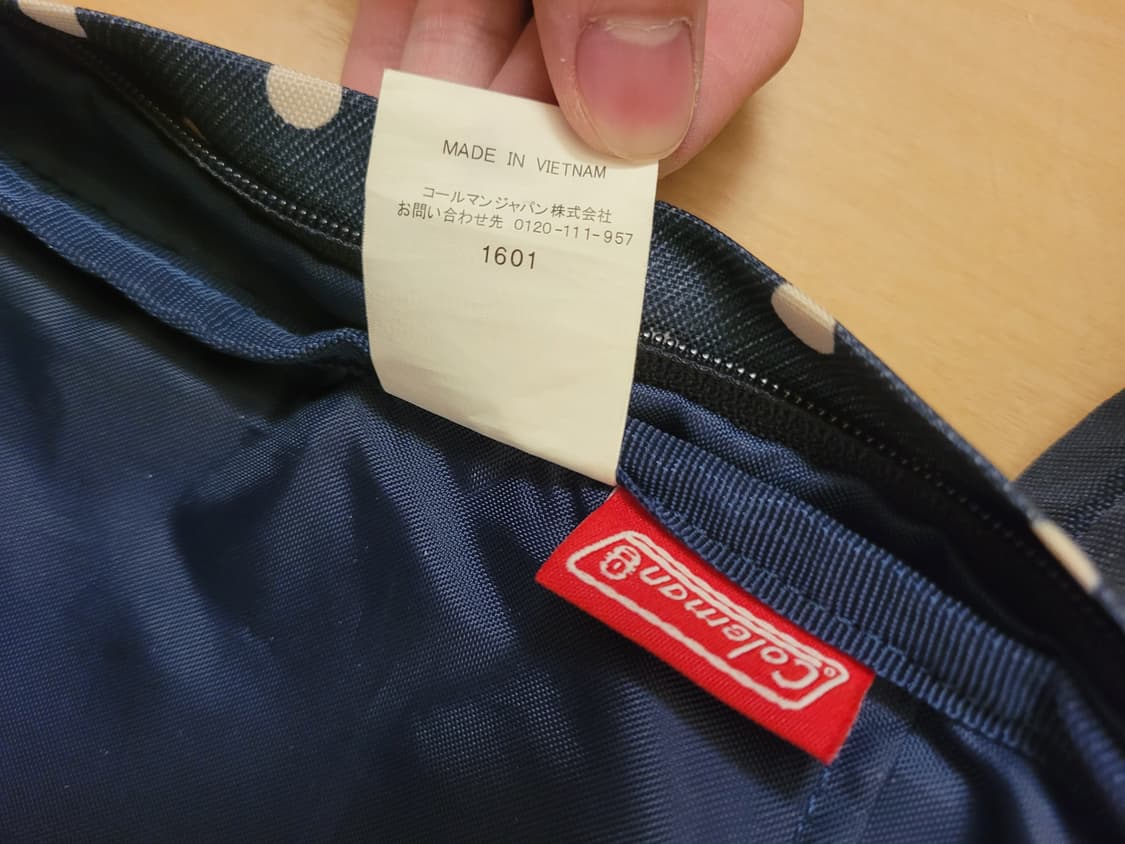 MADE IN VIETNAM
コールマンジャパン株式会社
お問い合わせ先 0120-111-957
1601
Coleman®